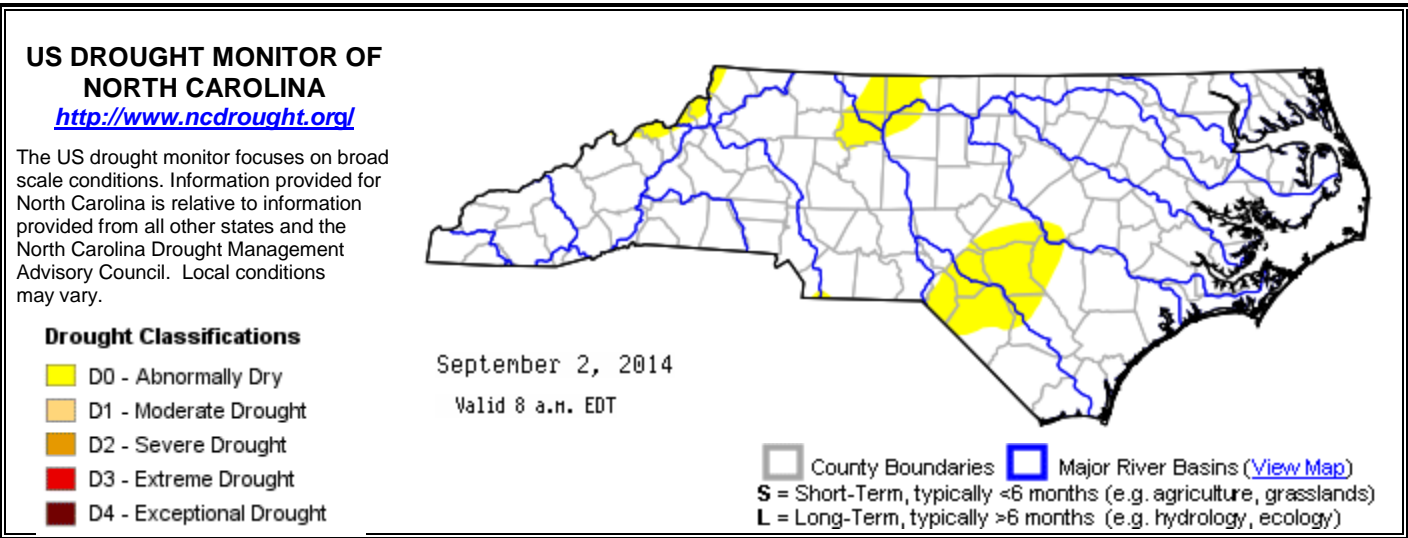 US DROUGHT MONITOR OF
NORTH CAROLINA
http://www.ncdrought.org/
The US drought monitor focuses on broad
scale conditions. Information provided for
North Carolina is relative to information
provided from all other states and the
North Carolina Drought Management
Advisory Council. Local conditions
may vary.
Drought Classifications
D0 - Abnormally Dry
D1 - Moderate Drought
D2 - Severe Drought
D3 - Extreme Drought
D4 - Exceptional Drought
September 2, 2014
Valid 8 a.m. EDT
County Boundaries Major River Basins (View Map)
S = Short-Term, typically <6 months (e.g. agriculture, grasslands)
L = Long-Term, typically >6 months (e.g. hydrology, ecology)